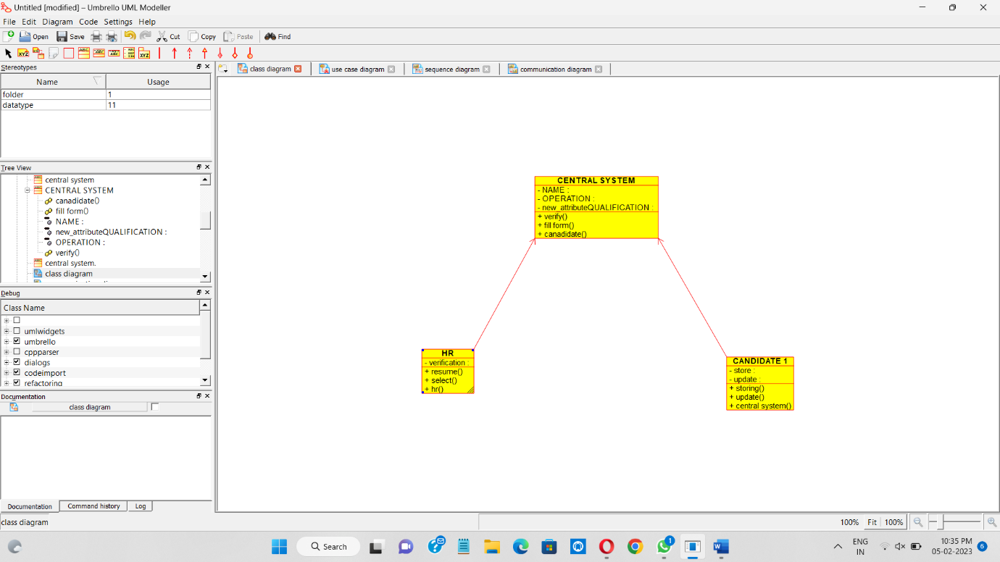 Untitled [modified] – Umbrello UML Modeller
File Edit Diagram Code Settings Help
Open Save Cut Copy Paste Find
Stereotypes
Name Usage
folder 1
datatype 11
Tree View
central system
CENTRAL SYSTEM
canadidate()
fill form()
NAME :
new_attributeQUALIFICATION :
OPERATION :
verify()
central system.
class diagram
Debug
Class Name
umlwidgets
umbrello
cppparser
dialogs
codeimport
refactoring
Documentation
class diagram
Documentation Command history Log
class diagram
class diagram use case diagram sequence diagram communication diagram
CENTRAL SYSTEM
- NAME :
- OPERATION :
- new_attributeQUALIFICATION :
+ verify()
+ fill form()
+ canadidate()
HR
- verification :
+ resume()
+ select()
+ hr()
CANDIDATE 1
- store :
- update :
+ storing()
+ update()
+ central system()
100% Fit 100%
Search
1
ENG
IN
10:35 PM
05-02-2023
6